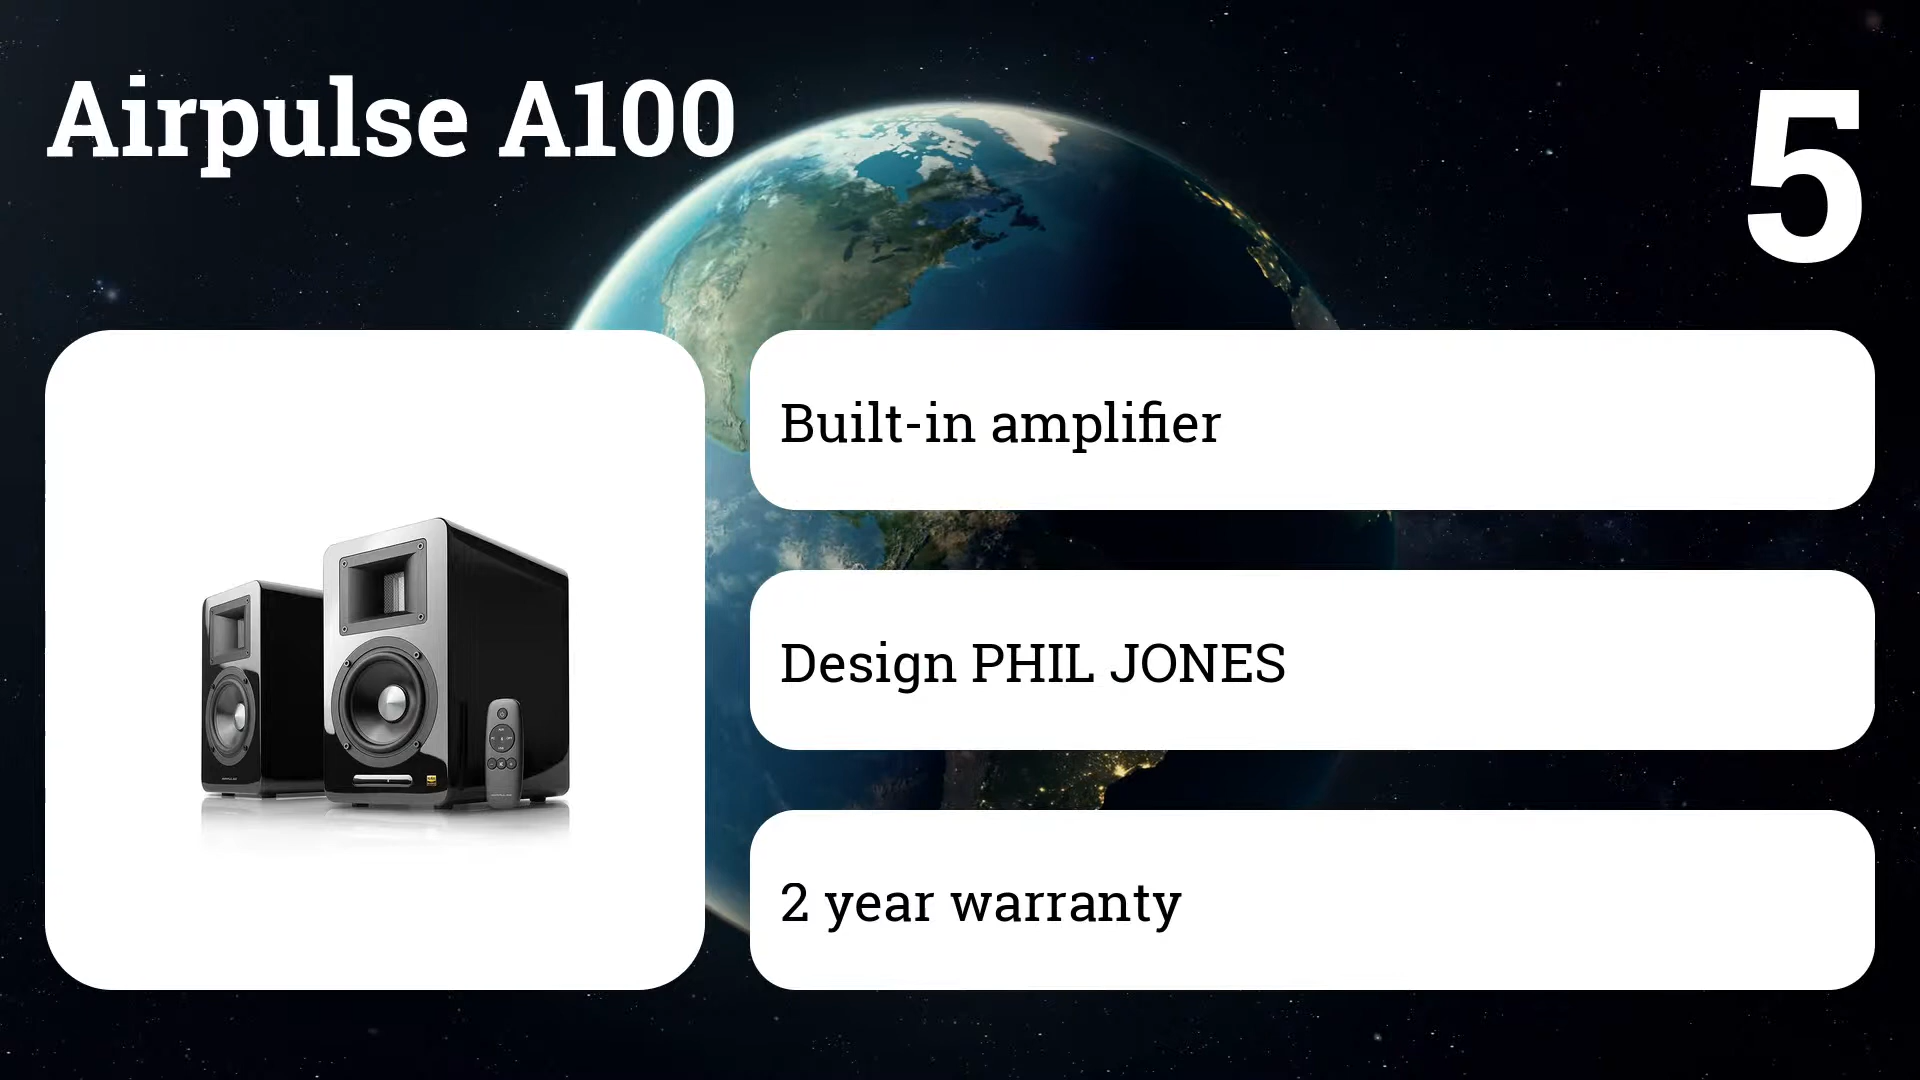 Airpulse A100
5
Built-in amplifier
Design PHIL JONES
2 year warranty